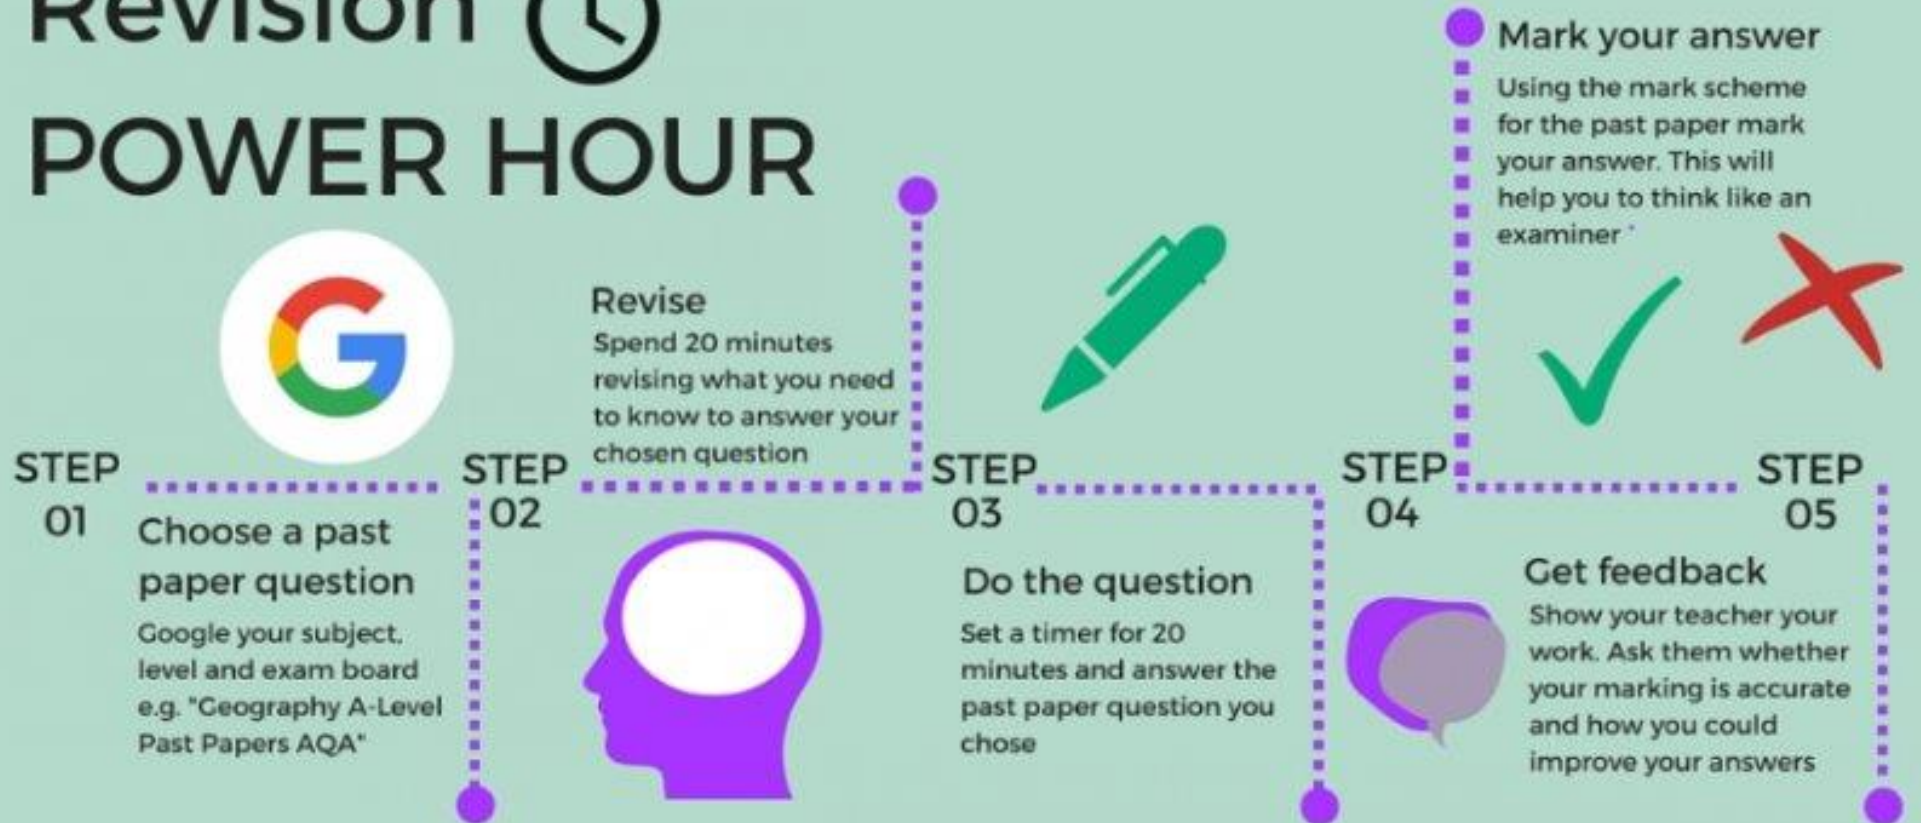 Revision
POWER HOUR
STEP
01
Choose a past
paper question
Google your subject,
level and exam board
e.g. "Geography A-Level
Past Papers AQA"
STEP
02
Revise
Spend 20 minutes
revising what you need
to know to answer your
chosen question
STEP
03
Do the question
Set a timer for 20
minutes and answer the
past paper question you
chose
STEP
04
Mark your answer
Using the mark scheme
for the past paper mark
your answer. This will
help you to think like an
examiner
STEP
05
Get feedback
Show your teacher your
work. Ask them whether
your marking is accurate
and how you could
improve your answers